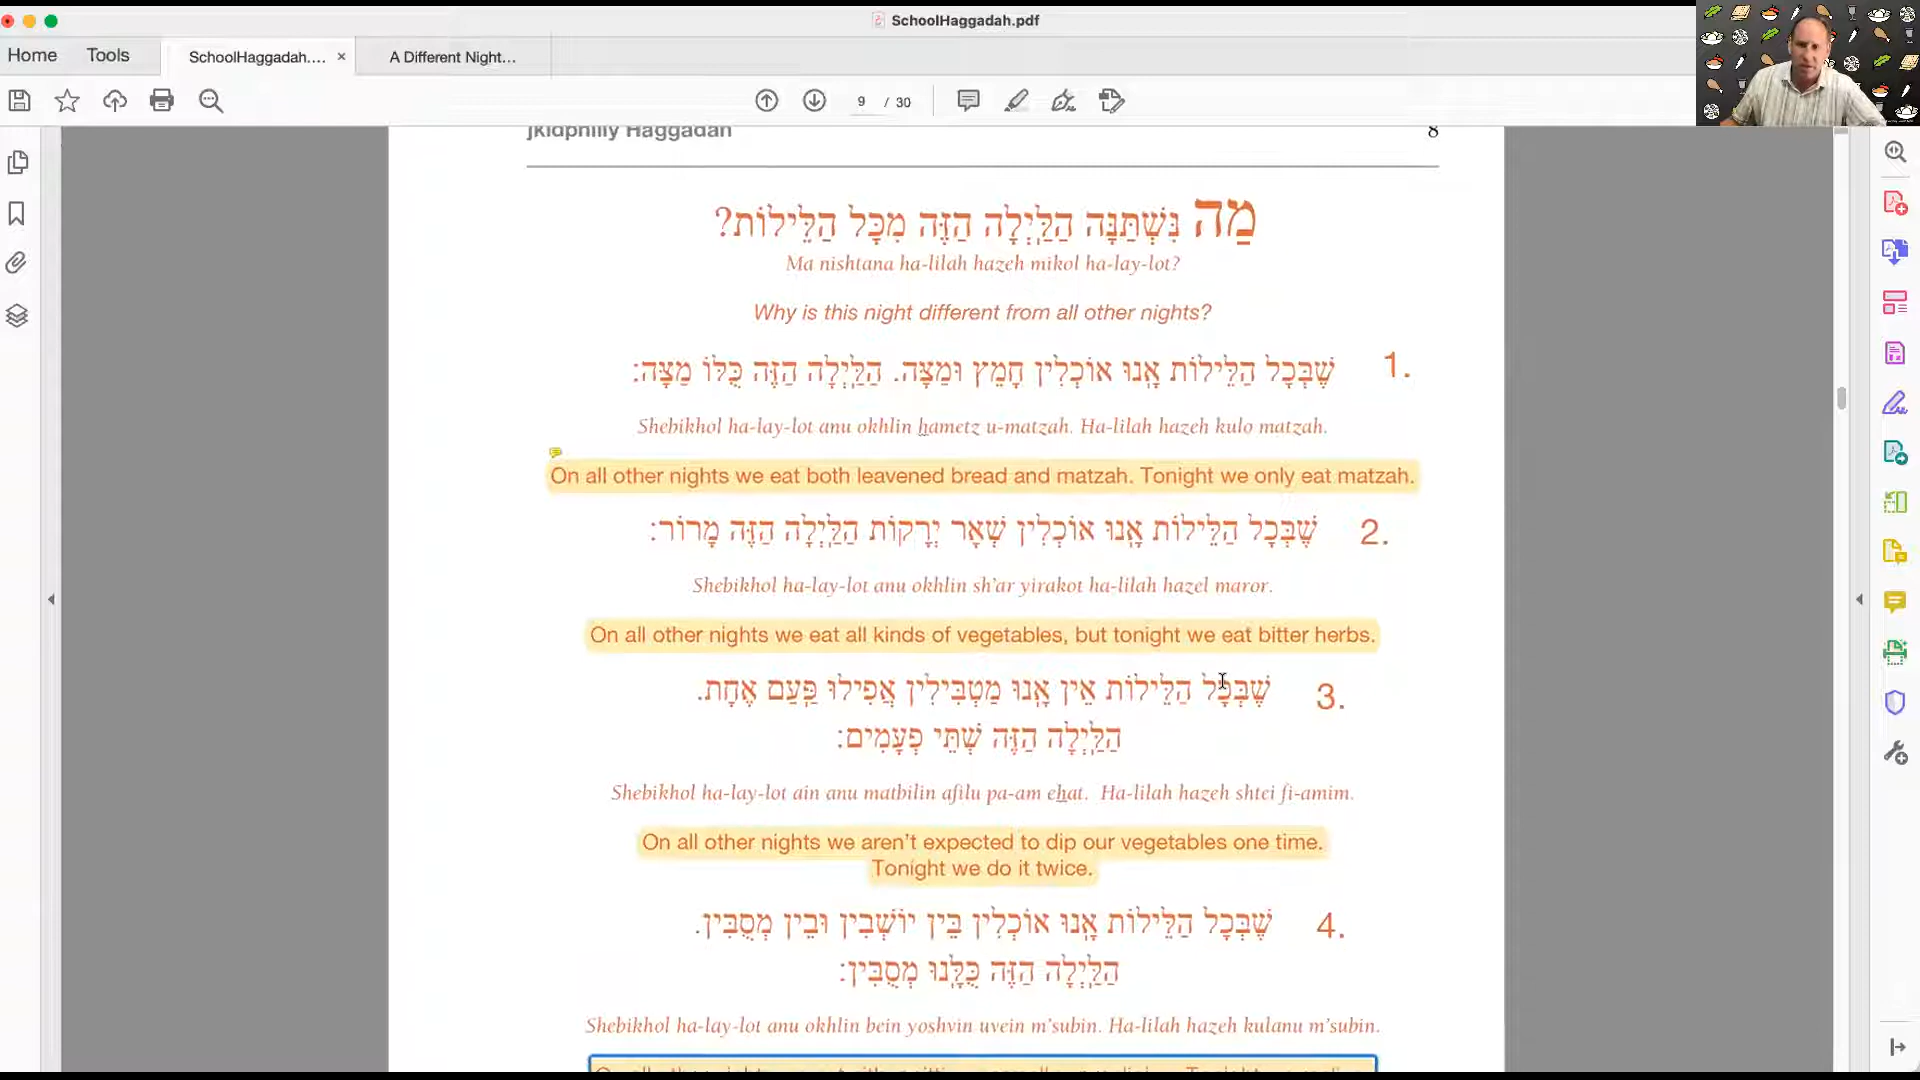 SchoolHaggadah.pdf
Home
Tools
SchoolHaggadah....
×
A Different Night...
9 / 30
jkidphilly Haggadah
8
מַה נִּשְׁתַּנָּה הַלַּיְלָה הַזֶּה מִכָּל הַלֵּילוֹת?
Ma nishtana ha-lilah hazeh mikol ha-lay-lot?
Why is this night different from all other nights?
1. שֶׁבְּכָל הַלֵּילוֹת אָנוּ אוֹכְלִין חָמֵץ וּמַצָּה. הַלַּיְלָה הַזֶּה כֻּלּוֹ מַצָּה:
Shebikhol ha-lay-lot anu okhlin hametz u-matzah. Ha-lilah hazeh kulo matzah.
On all other nights we eat both leavened bread and matzah. Tonight we only eat matzah.
2. שֶׁבְּכָל הַלֵּילוֹת אָנוּ אוֹכְלִין שְׁאָר יְרָקוֹת הַלַּיְלָה הַזֶּה מָרוֹר:
Shebikhol ha-lay-lot anu okhlin sh'ar yirakot ha-lilah hazel maror.
On all other nights we eat all kinds of vegetables, but tonight we eat bitter herbs.
3. שֶׁבְּכָל הַלֵּילוֹת אֵין אָנוּ מַטְבִּילִין אֲפִילוּ פַּעַם אֶחָת.
הַלַּיְלָה הַזֶּה שְׁתֵּי פְעָמִים:
Shebikhol ha-lay-lot ain anu matbilin afilu pa-am ehat. Ha-lilah hazeh shtei fi-amim.
On all other nights we aren't expected to dip our vegetables one time.
Tonight we do it twice.
4. שֶׁבְּכָל הַלֵּילוֹת אָנוּ אוֹכְלִין בֵּין יוֹשְׁבִין וּבֵין מְסֻבִּין.
הַלַּיְלָה הַזֶּה כֻּלָּנוּ מְסֻבִּין:
Shebikhol ha-lay-lot anu okhlin bein yoshvin uvein m'subin. Ha-lilah hazeh kulanu m'subin.